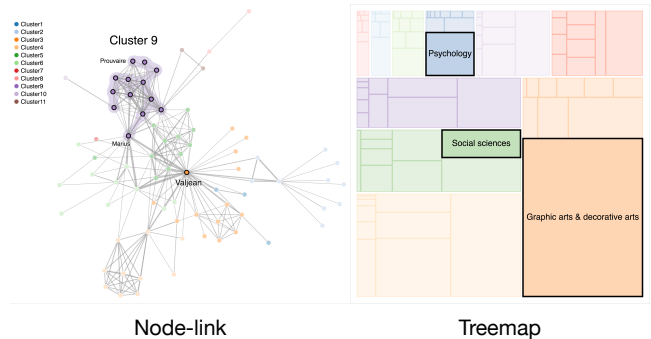 Cluster1
Cluster2
Cluster3
Cluster4
Cluster5
Cluster6
Cluster7
Cluster8
Cluster9
Cluster10
Cluster11
Cluster 9
Prouvaire
Marius
Valjean
Psychology
Social sciences
Graphic arts & decorative arts
Node-link
Treemap